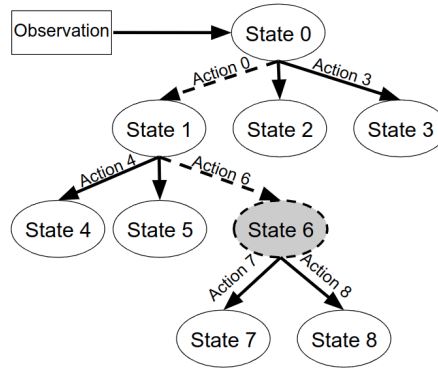 Observation
State 0
Action 0
Action 3
State 1
State 2
State 3
Action 4
Action 6
State 4
State 5
State 6
Action 7
Action 8
State 7
State 8